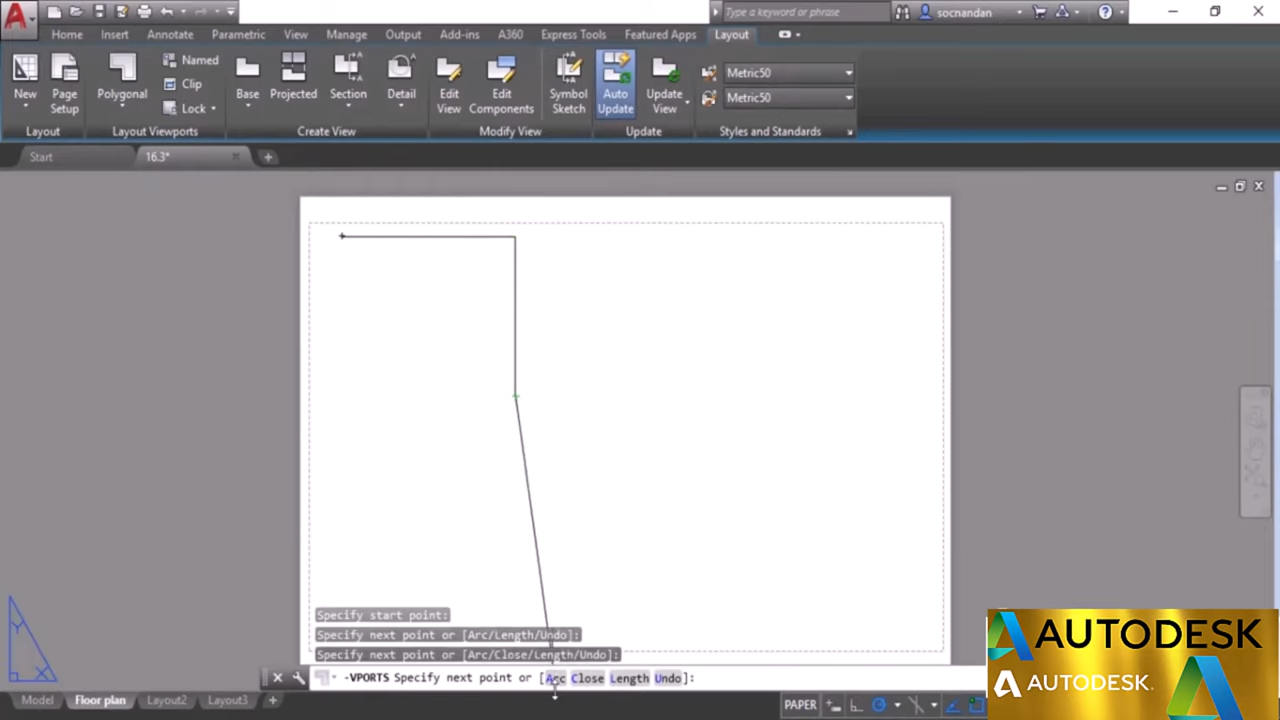 Type a keyword or phrase
socnandan
Home Insert Annotate Parametric View Manage Output Add-ins A360 Express Tools Featured Apps Layout
New
Page Setup
Polygonal
Named
Clip
Lock
Base
Projected
Section
Detail
Edit View
Edit Components
Symbol Sketch
Auto Update
Update View
Metric50
Metric50
Layout
Layout Viewports
Create View
Modify View
Update
Styles and Standards
Start
16.3*
Specify start point:
Specify next point or [Arc/Length/Undo]:
Specify next point or [Arc/Close/Length/Undo]:
-VPORTS Specify next point or [Arc Close Length Undo]:
Model Floor plan Layout2 Layout3
PAPER
AUTODESK
AUTODESK.